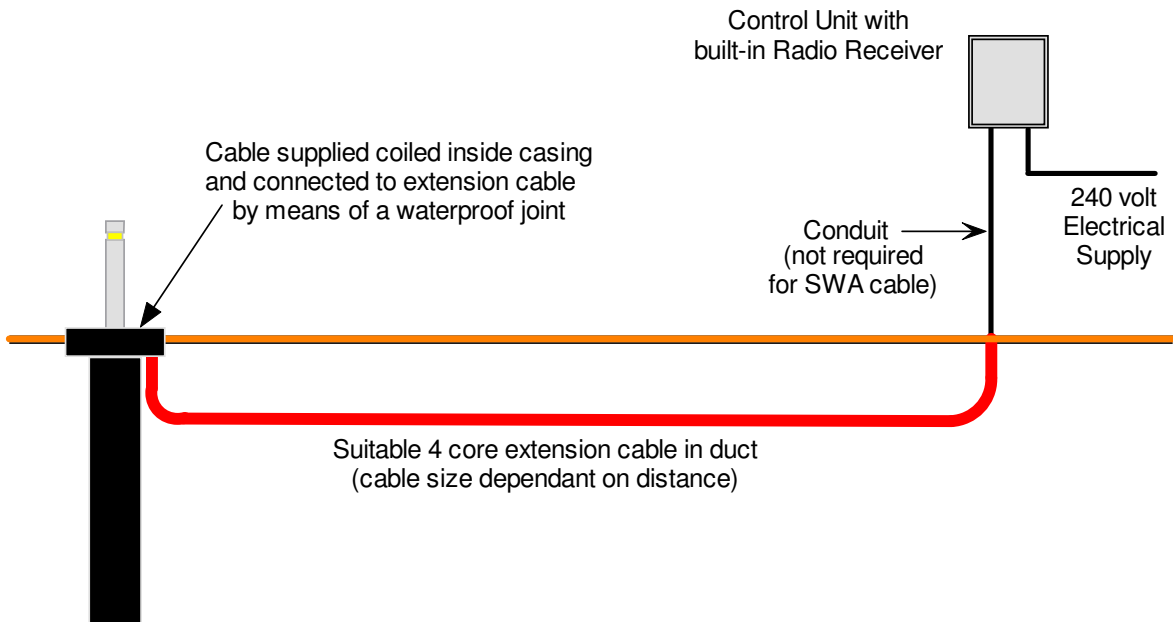 Control Unit with
built-in Radio Receiver
Cable supplied coiled inside casing
and connected to extension cable
by means of a waterproof joint
240 volt
Electrical
Supply
Conduit
(not required
for SWA cable)
Suitable 4 core extension cable in duct
(cable size dependant on distance)